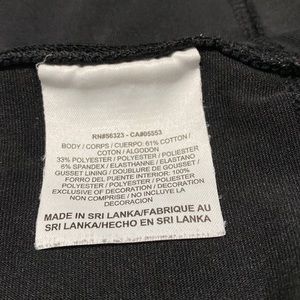 RN#56323 - CA#05553
BODY / CORPS / CUERPO: 61% COTTON /
COTON / ALGODON
33% POLYESTER / POLYESTER / POLIESTER
6% SPANDEX / ELASTHANNE / ELASTANO
GUSSET LINING / DOUBLURE DE GOUSSET /
FORRO DEL PUENTE INTERIOR: 100%
POLYESTER / POLYESTER / POLIESTER
EXCLUSIVE OF DECORATION / DECORATION
NON COMPRISE / NO INCLUYE LA
DECORACION
MADE IN SRI LANKA/FABRIQUE AU
SRI LANKA/HECHO EN SRI LANKA